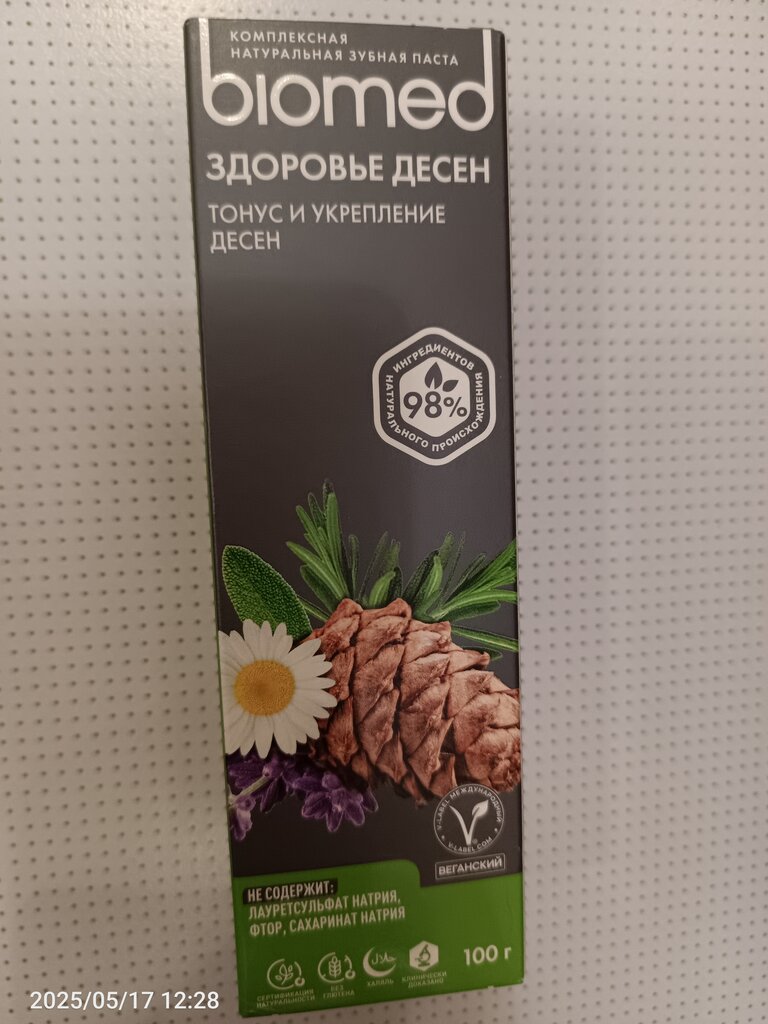 КОМПЛЕКСНАЯ
НАТУРАЛЬНАЯ ЗУБНАЯ ПАСТА
biomed
ЗДОРОВЬЕ ДЕСЕН
ТОНУС И УКРЕПЛЕНИЕ
ДЕСЕН
ИНГРЕДИЕНТОВ
98%
НАТУРАЛЬНОГО ПРОИСХОЖДЕНИЯ
V-LABEL МЕЖДУНАРОДНЫЙ
V-LABEL.COM
ВЕГАНСКИЙ
НЕ СОДЕРЖИТ:
ЛАУРЕТСУЛЬФАТ НАТРИЯ,
ФТОР, САХАРИНАТ НАТРИЯ
СЕРТИФИКАЦИЯ
НАТУРАЛЬНОСТИ
БЕЗ
ГЛЮТЕНА
حلال
ХАЛЯЛЬ
КЛИНИЧЕСКИ
ДОКАЗАНО
100 г
2025/05/17 12:28